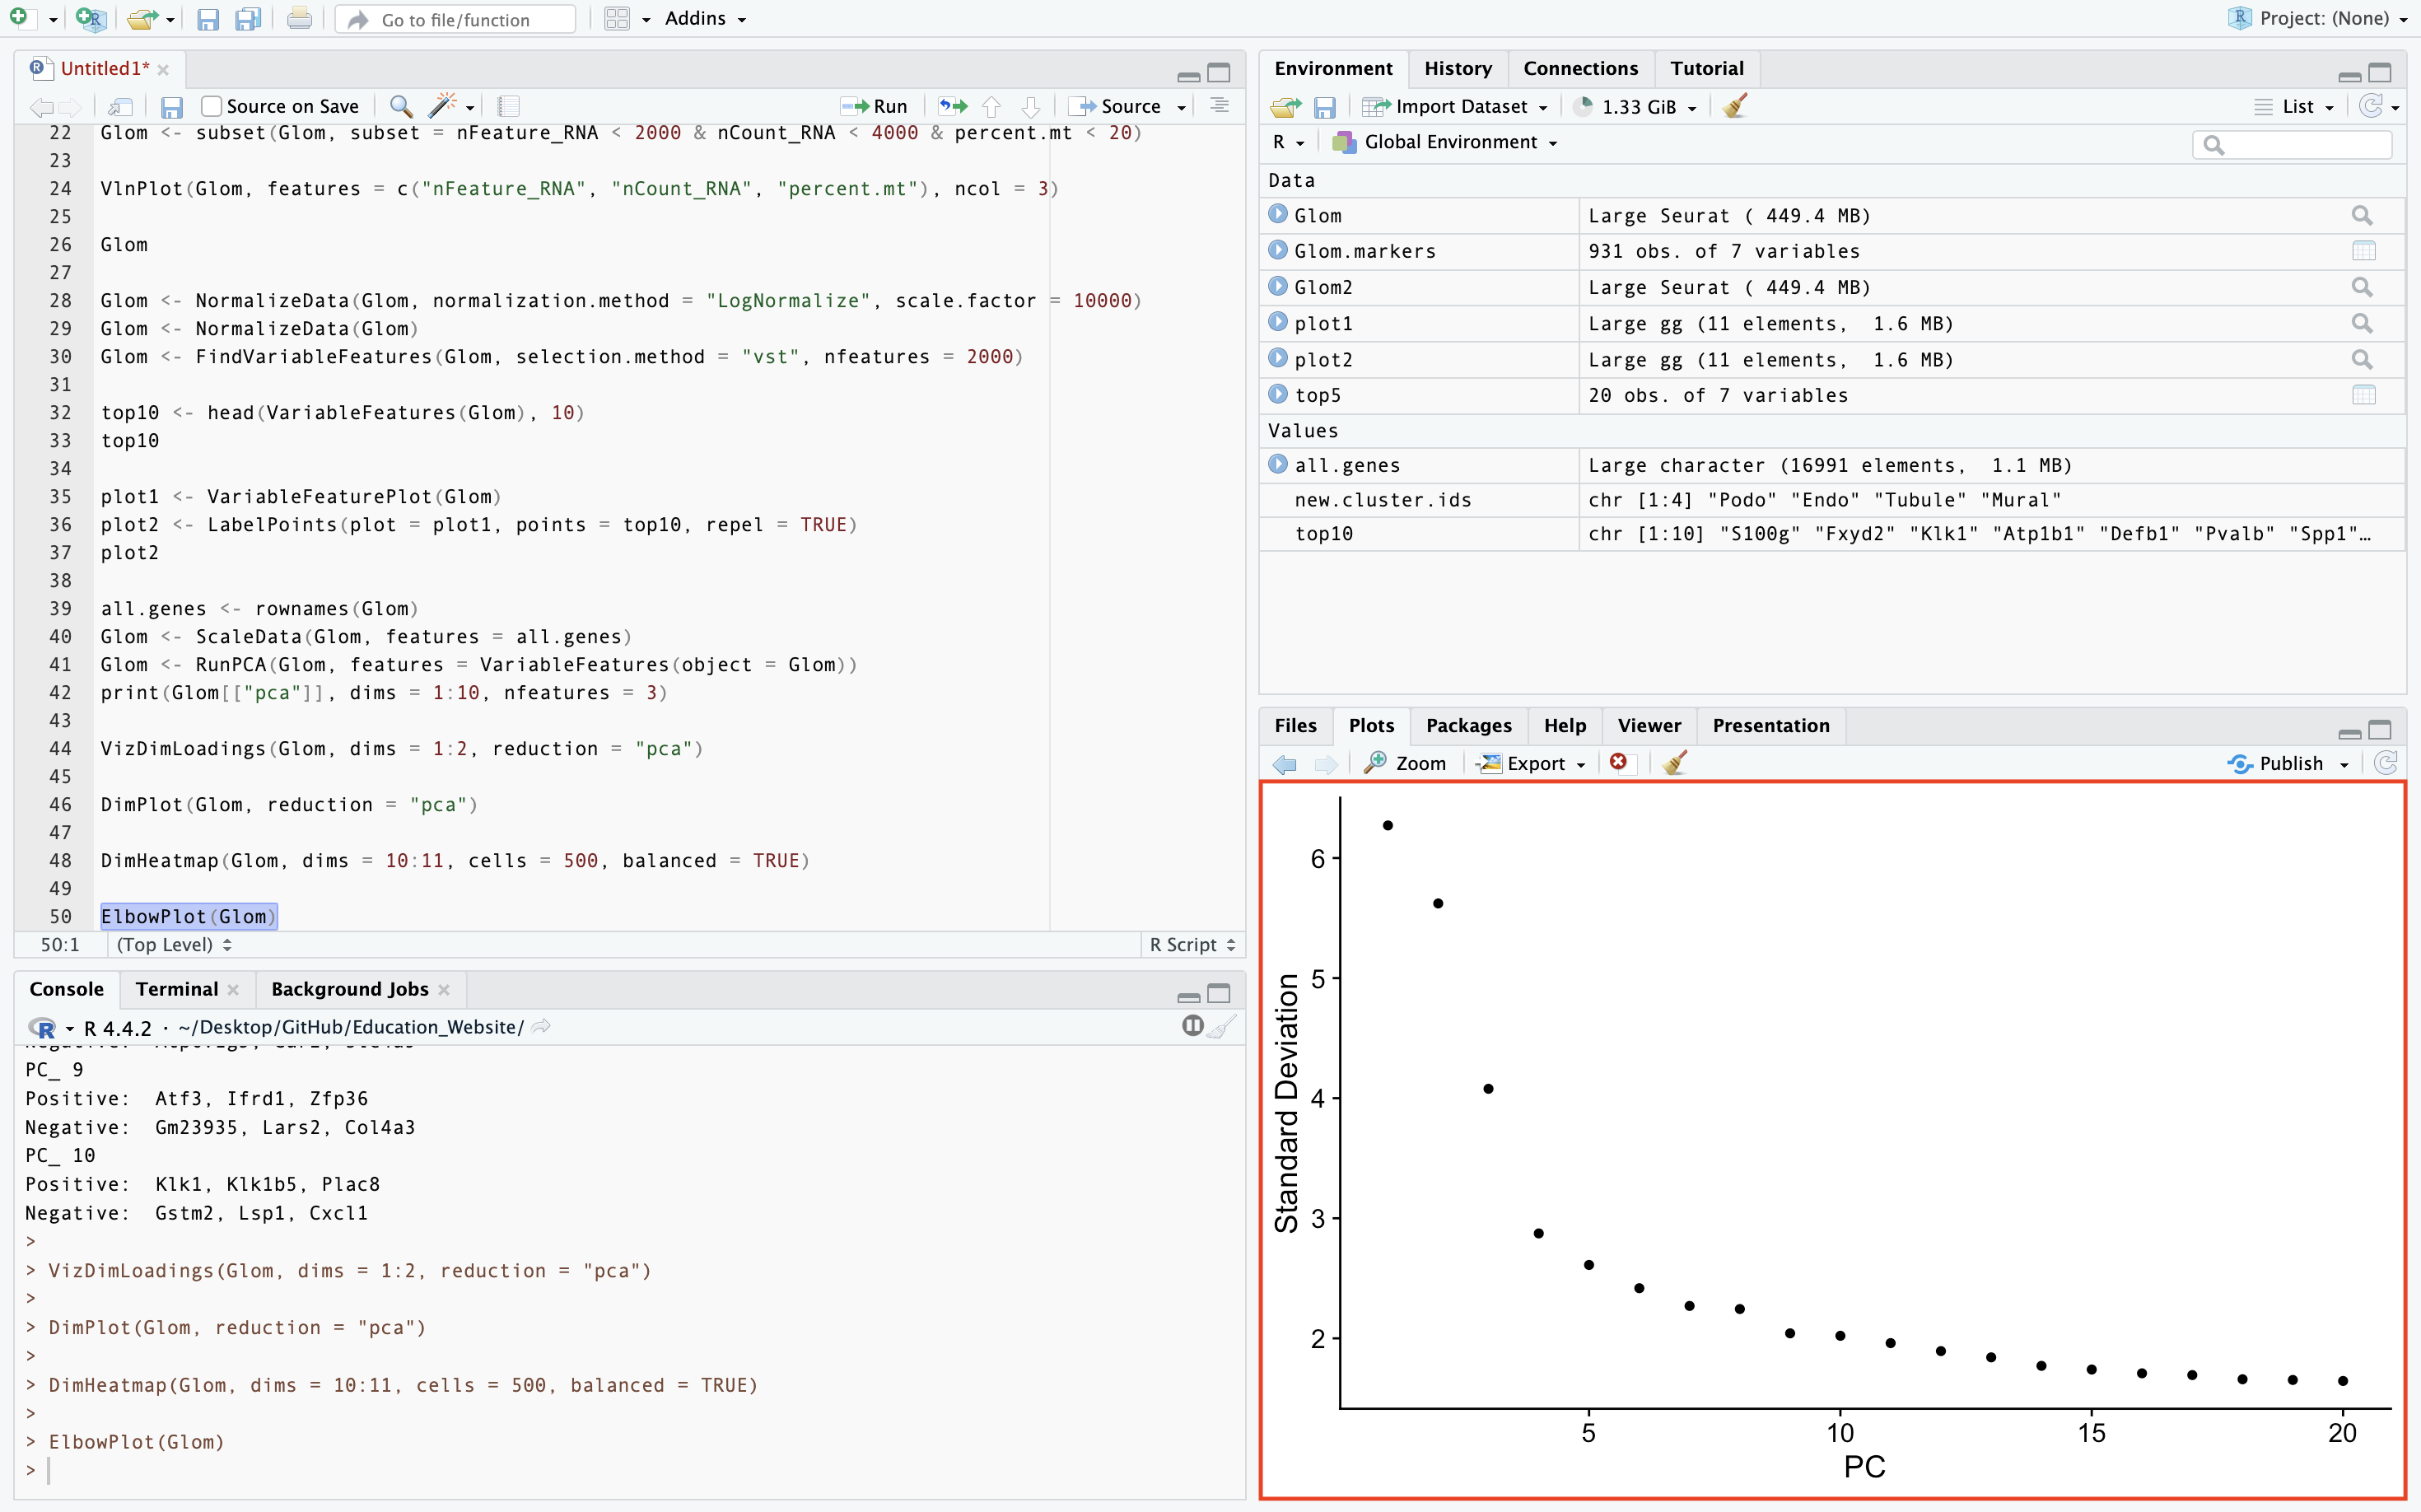 Go to file/function
Addins
Project: (None)
Untitled1*
Source on Save
Run
Source
22 Glom <- subset(Glom, subset = nFeature_RNA < 2000 & nCount_RNA < 4000 & percent.mt < 20)
23
24 VlnPlot(Glom, features = c("nFeature_RNA", "nCount_RNA", "percent.mt"), ncol = 3)
25
26 Glom
27
28 Glom <- NormalizeData(Glom, normalization.method = "LogNormalize", scale.factor = 10000)
29 Glom <- NormalizeData(Glom)
30 Glom <- FindVariableFeatures(Glom, selection.method = "vst", nfeatures = 2000)
31
32 top10 <- head(VariableFeatures(Glom), 10)
33 top10
34
35 plot1 <- VariableFeaturePlot(Glom)
36 plot2 <- LabelPoints(plot = plot1, points = top10, repel = TRUE)
37 plot2
38
39 all.genes <- rownames(Glom)
40 Glom <- ScaleData(Glom, features = all.genes)
41 Glom <- RunPCA(Glom, features = VariableFeatures(object = Glom))
42 print(Glom[["pca"]], dims = 1:10, nfeatures = 3)
43
44 VizDimLoadings(Glom, dims = 1:2, reduction = "pca")
45
46 DimPlot(Glom, reduction = "pca")
47
48 DimHeatmap(Glom, dims = 10:11, cells = 500, balanced = TRUE)
49
50 ElbowPlot(Glom)
50:1 (Top Level) R Script
Console Terminal Background Jobs
R 4.4.2 · ~/Desktop/GitHub/Education_Website/
PC_ 9
Positive:  Atf3, Ifrd1, Zfp36
Negative:  Gm23935, Lars2, Col4a3
PC_ 10
Positive:  Klk1, Klk1b5, Plac8
Negative:  Gstm2, Lsp1, Cxcl1
>
> VizDimLoadings(Glom, dims = 1:2, reduction = "pca")
>
> DimPlot(Glom, reduction = "pca")
>
> DimHeatmap(Glom, dims = 10:11, cells = 500, balanced = TRUE)
>
> ElbowPlot(Glom)
>
Environment History Connections Tutorial
Import Dataset 1.33 GiB List
R Global Environment
Data
Glom Large Seurat ( 449.4 MB)
Glom.markers 931 obs. of 7 variables
Glom2 Large Seurat ( 449.4 MB)
plot1 Large gg (11 elements,  1.6 MB)
plot2 Large gg (11 elements,  1.6 MB)
top5 20 obs. of 7 variables
Values
all.genes Large character (16991 elements,  1.1 MB)
new.cluster.ids chr [1:4] "Podo" "Endo" "Tubule" "Mural"
top10 chr [1:10] "S100g" "Fxyd2" "Klk1" "Atp1b1" "Defb1" "Pvalb" "Spp1"…
Files Plots Packages Help Viewer Presentation
Zoom Export Publish
6
5
4
3
2
Standard Deviation
5 10 15 20
PC